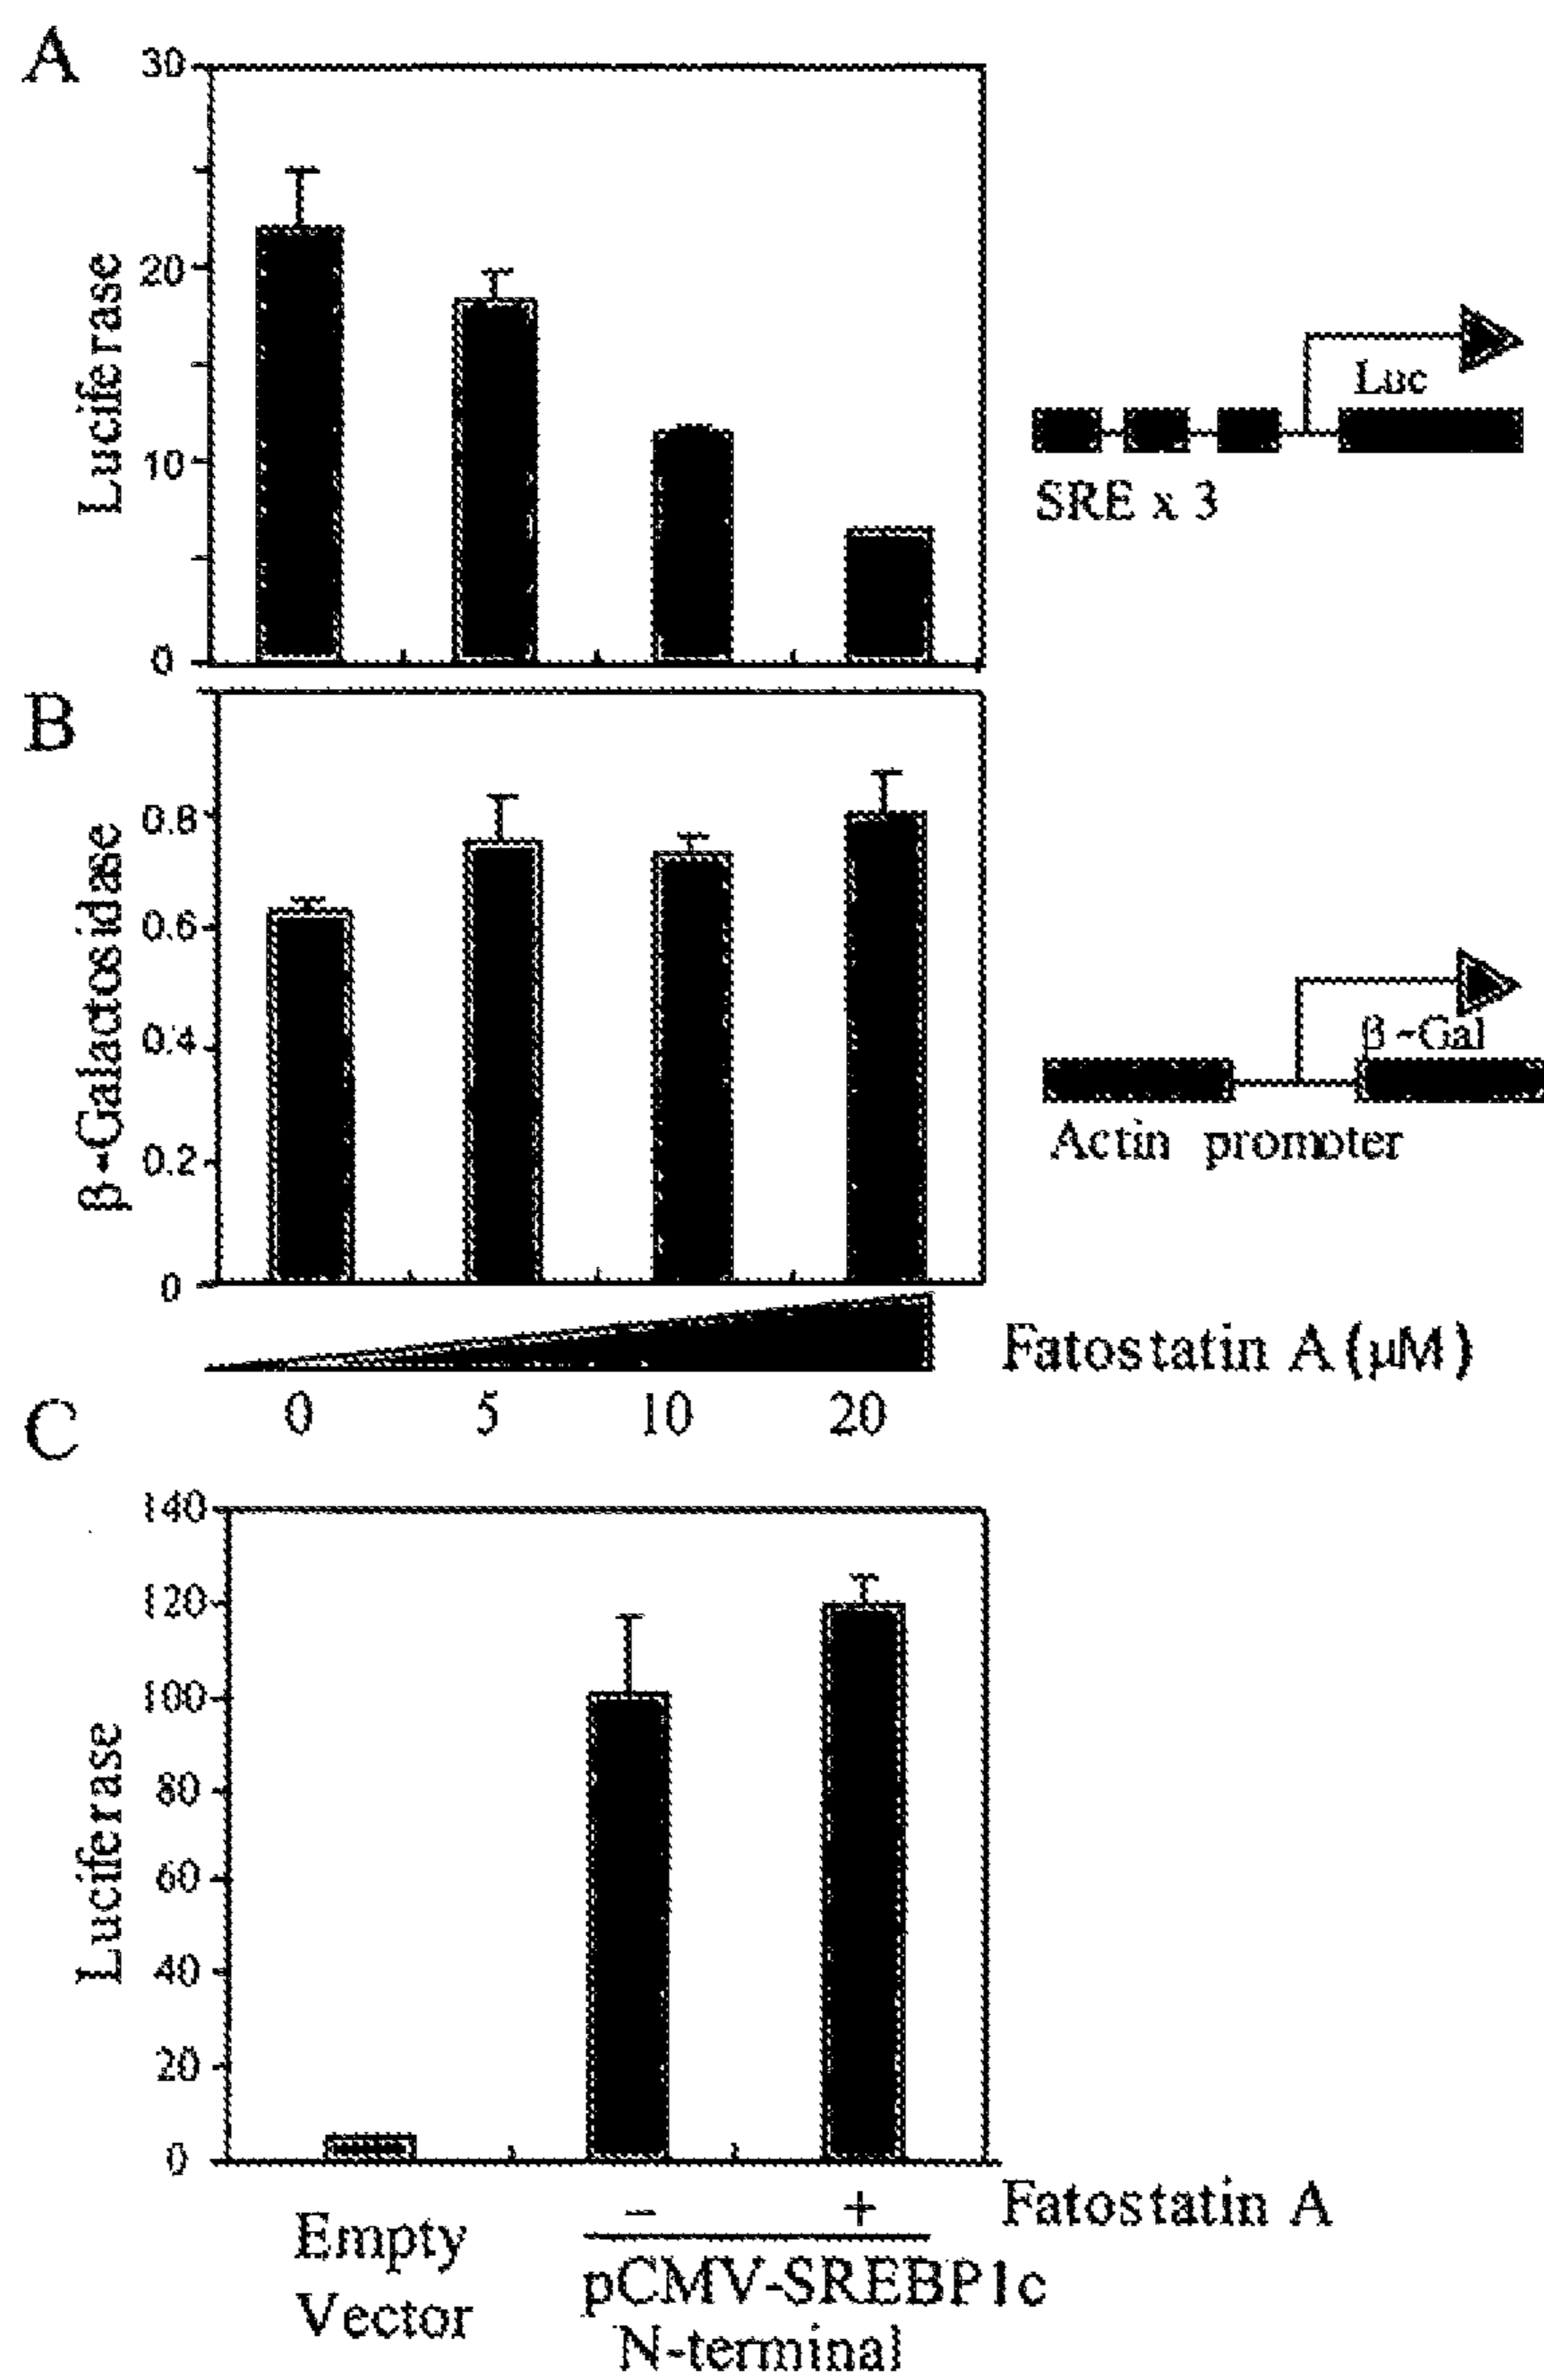 A
30
20
10
0
Luciferase
Luc
SRE x 3
B
0.8
0.6
0.4
0.2
0
β-Galactosidase
β-Gal
Actin promoter
Fatostatin A (μM)
0 5 10 20
C
140
120
100
80
60
40
20
0
Luciferase
Empty
Vector
− + Fatostatin A
pCMV-SREBP1c
N-terminal